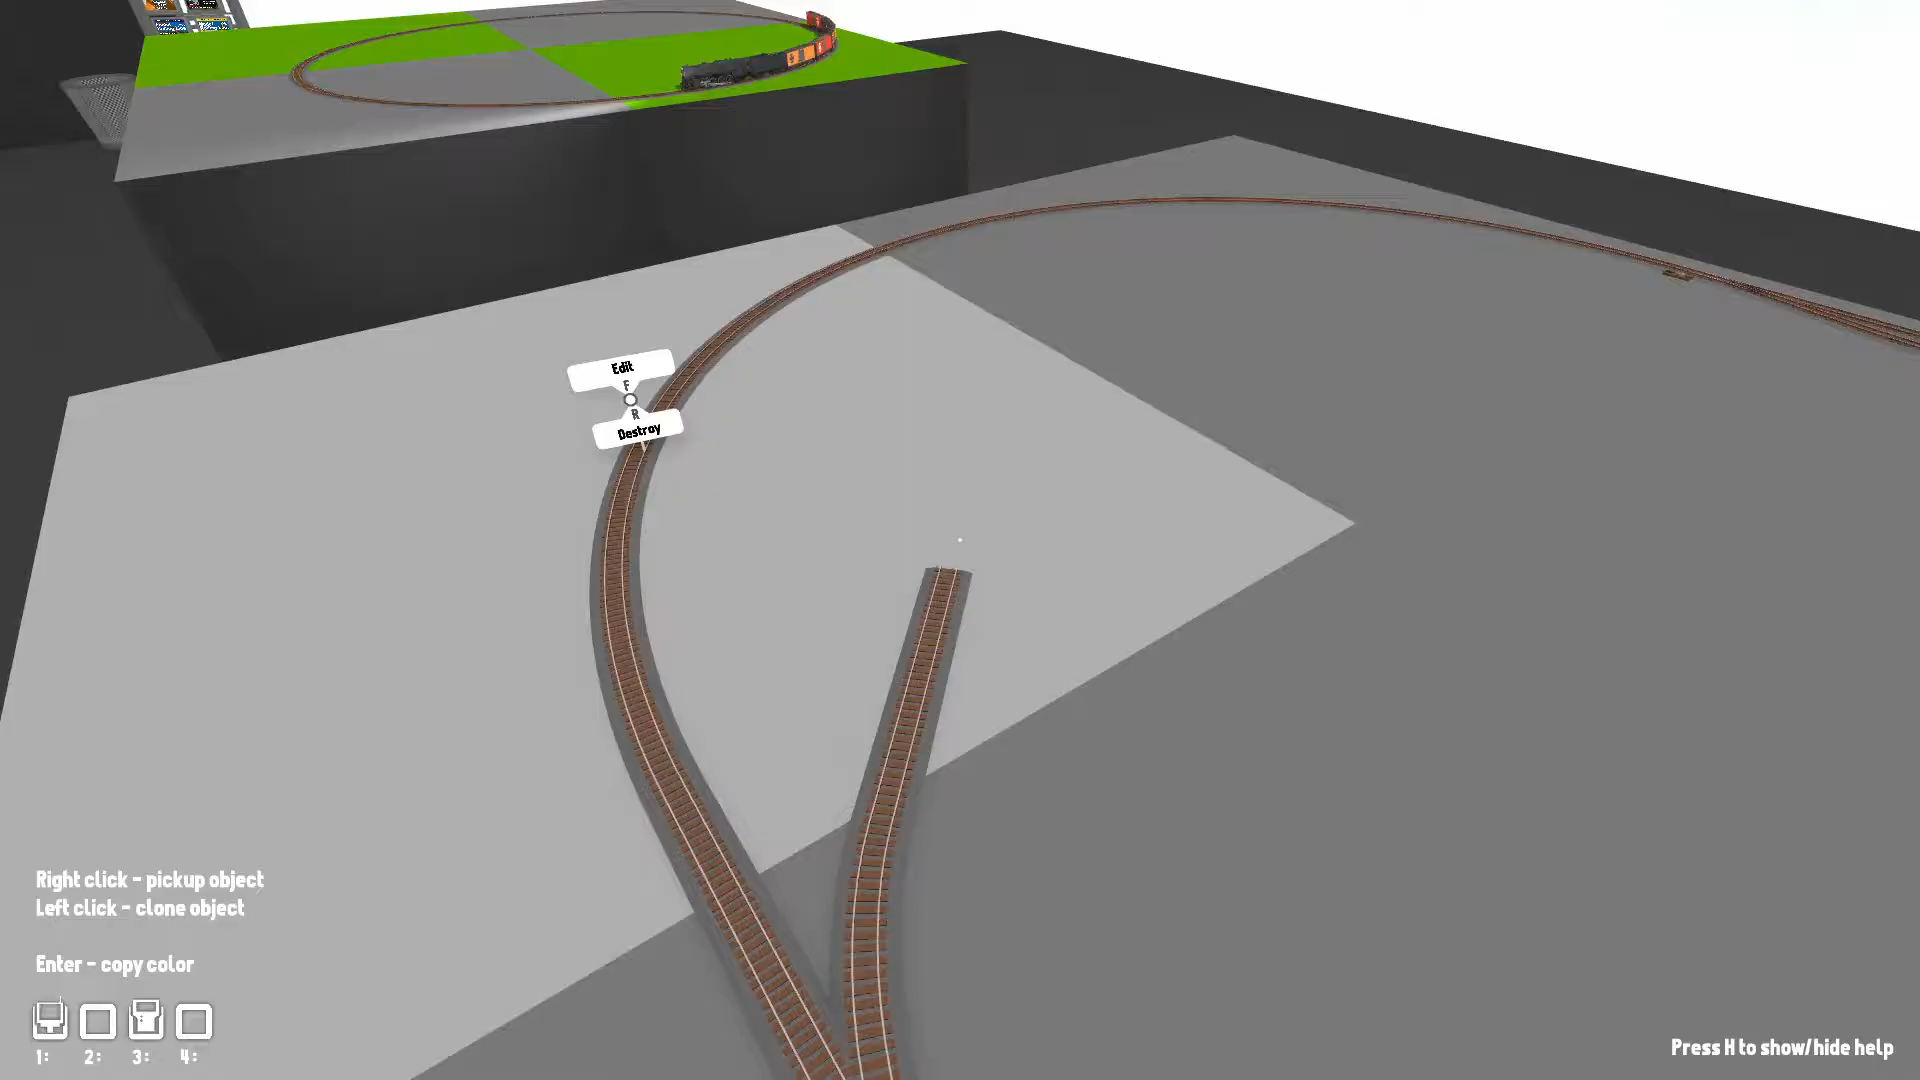 Edit
F
R
Destroy
Right click - pickup object
Left click - clone object
Enter - copy color
1: 2: 3: 4:
Press H to show/hide help